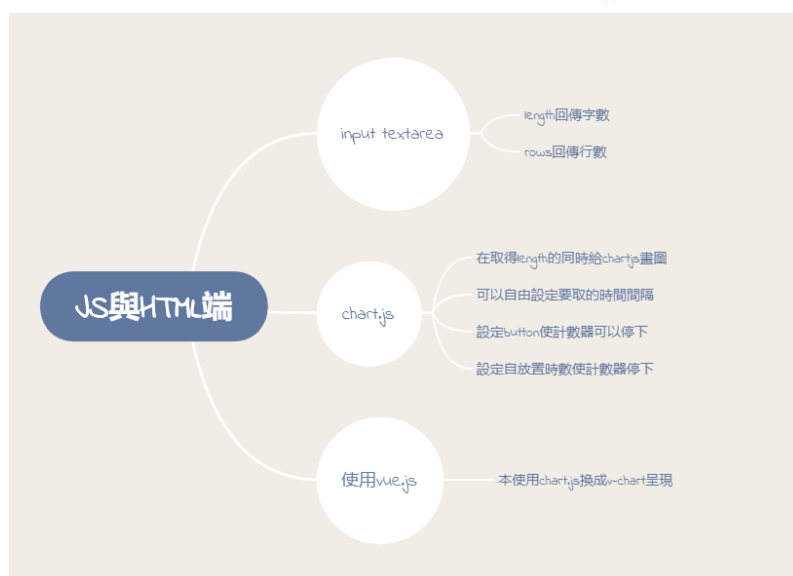 JS與HTML端
input textarea
length回傳字數
rows回傳行數
chart.js
在取得length的同時給chartjs畫圖
可以自由設定要取的時間間隔
設定button使計數器可以停下
設定自放置時數使計數器停下
使用vue.js
本使用chart.js換成v-chart呈現